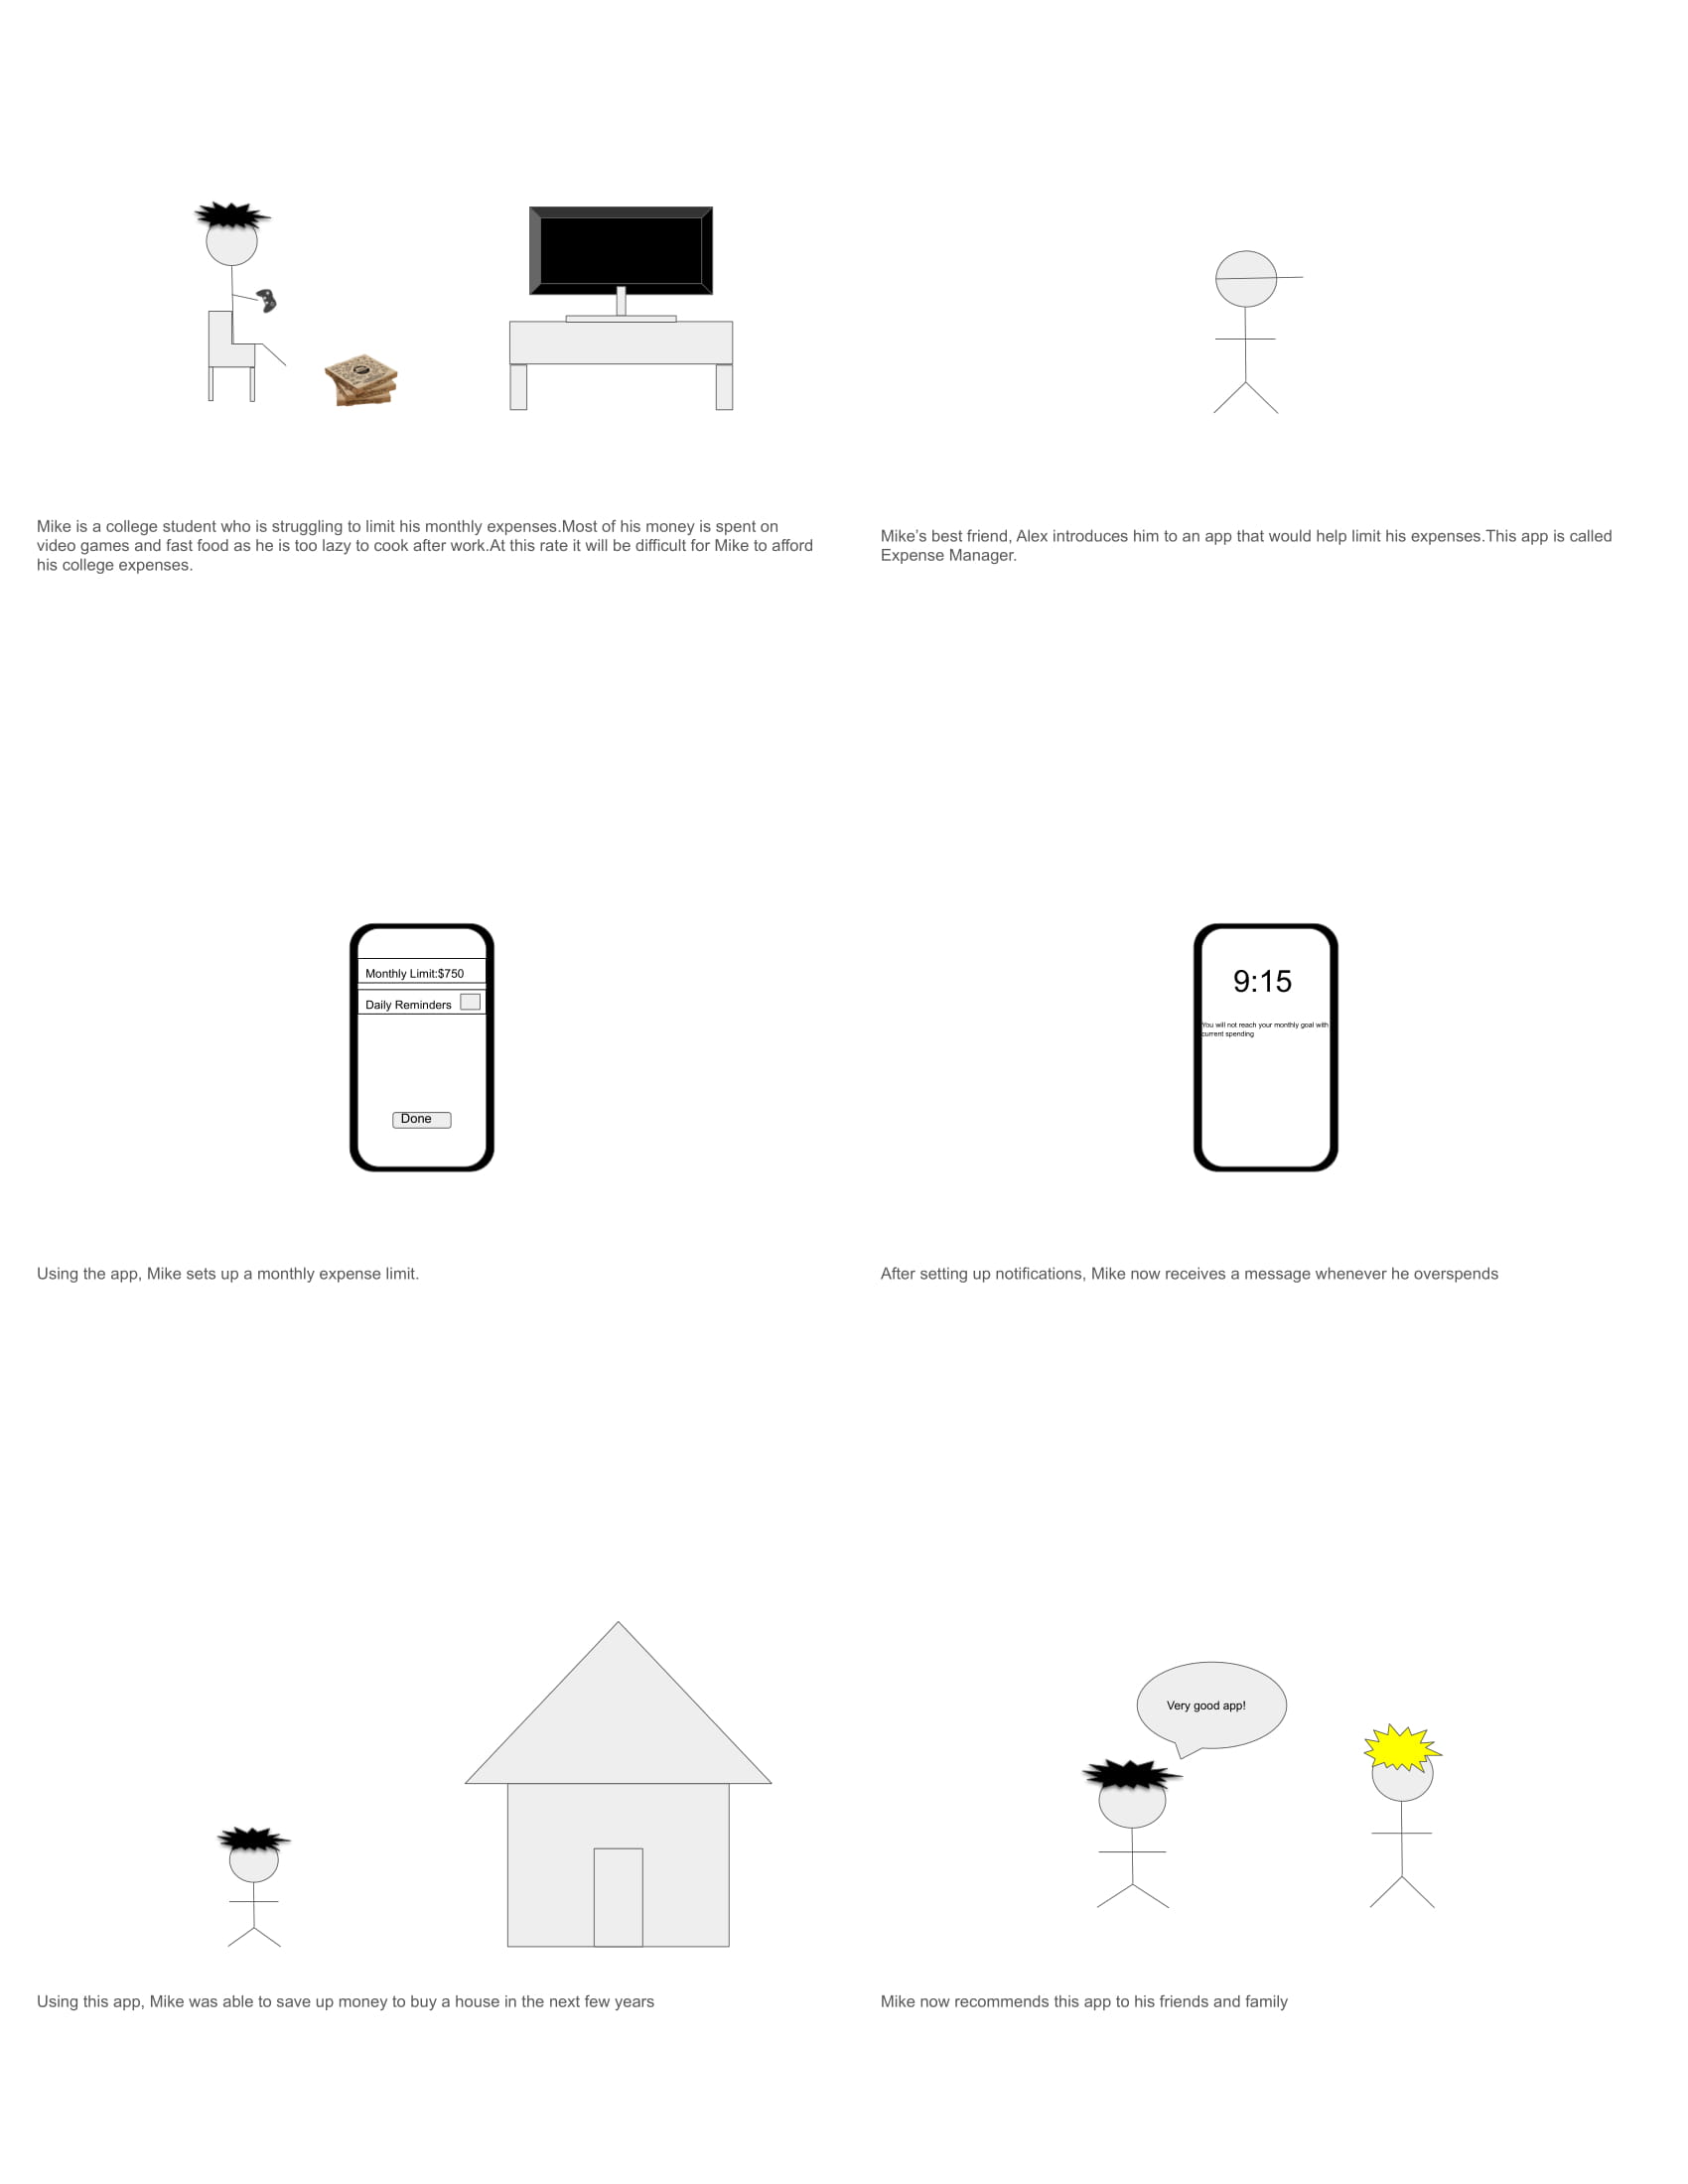 Mike is a college student who is struggling to limit his monthly expenses.Most of his money is spent on
video games and fast food as he is too lazy to cook after work.At this rate it will be difficult for Mike to afford
his college expenses.
Mike’s best friend, Alex introduces him to an app that would help limit his expenses.This app is called
Expense Manager.
Monthly Limit:$750
Daily Reminders
Done
Using the app, Mike sets up a monthly expense limit.
9:15
You will not reach your monthly goal with
current spending
After setting up notifications, Mike now receives a message whenever he overspends
Using this app, Mike was able to save up money to buy a house in the next few years
Very good app!
Mike now recommends this app to his friends and family